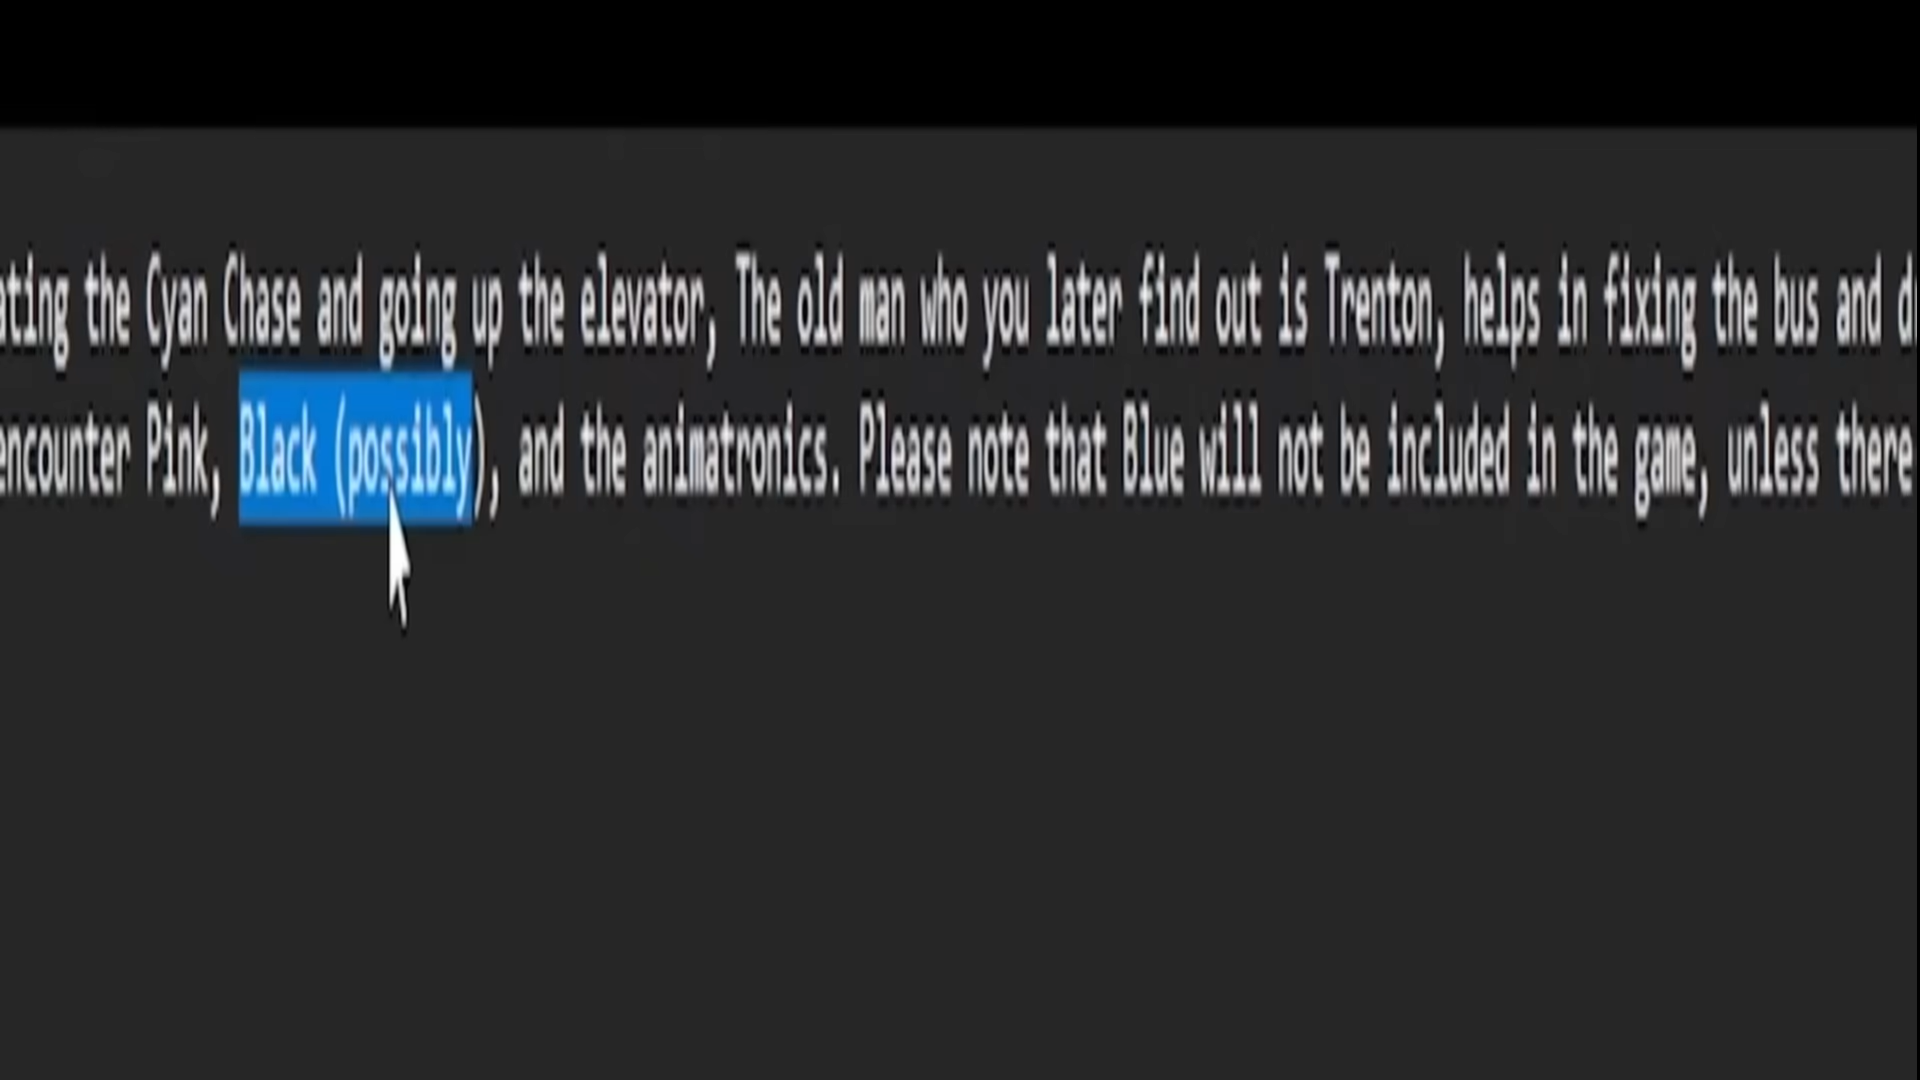 ating the Cyan Chase and going up the elevator, The old man who you later find out is Trenton, helps in fixing the bus and d
encounter Pink, Black (possibly), and the animatronics. Please note that Blue will not be included in the game, unless there